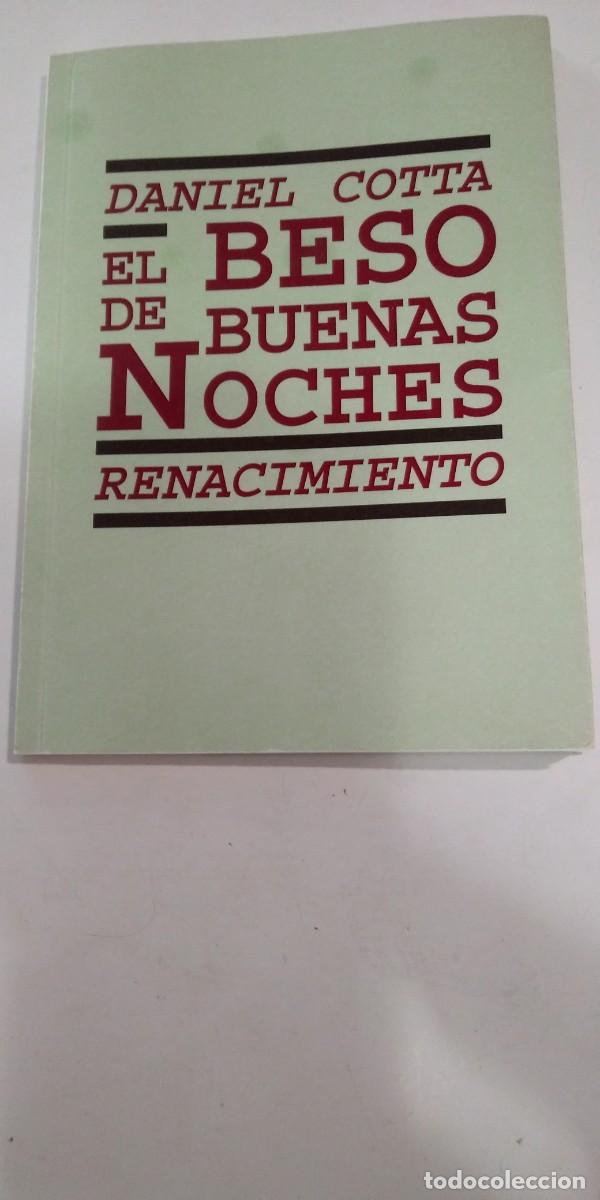 DANIEL COTTA
EL BESO
DE BUENAS
NOCHES
RENACIMIENTO
todocoleccion